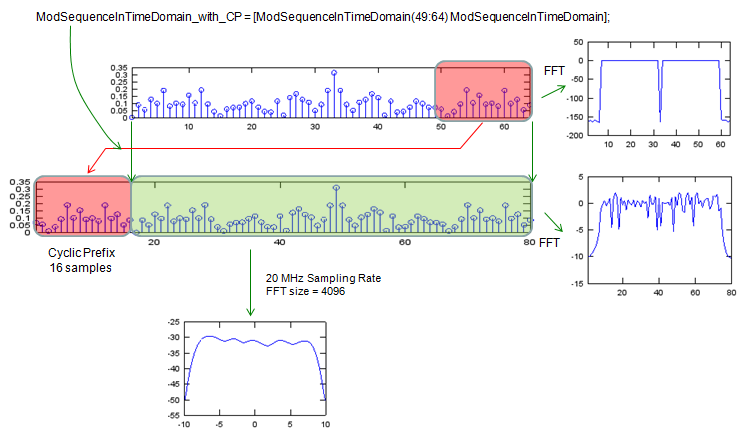 ModSequenceInTimeDomain_with_CP = [ModSequenceInTimeDomain(49:64) ModSequenceInTimeDomain];
0.35
0.3
0.25
0.2
0.15
0.1
0.05
0
10 20 30 40 50 60
FFT
50
0
-50
-100
-150
-200
10 20 30 40 50 60
0.35
0.3
0.25
0.2
0.15
0.1
0.05
0
20 40 60 80
Cyclic Prefix
16 samples
FFT
5
0
-5
-10
-15
20 40 60 80
20 MHz Sampling Rate
FFT size = 4096
-25
-30
-35
-40
-45
-50
-55
-10 -5 0 5 10